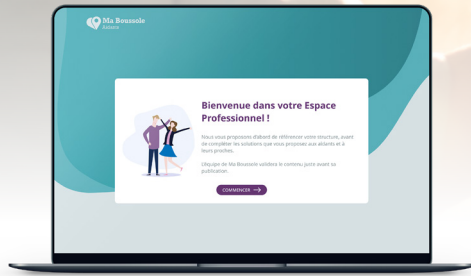 Ma Boussole
Aidants
Bienvenue dans votre Espace
Professionnel !
Nous vous proposons d'abord de référencer votre structure, avant
de compléter les solutions que vous proposez aux aidants et à
leurs proches.
L'équipe de Ma Boussole validera le contenu juste avant sa
publication.
COMMENCER →